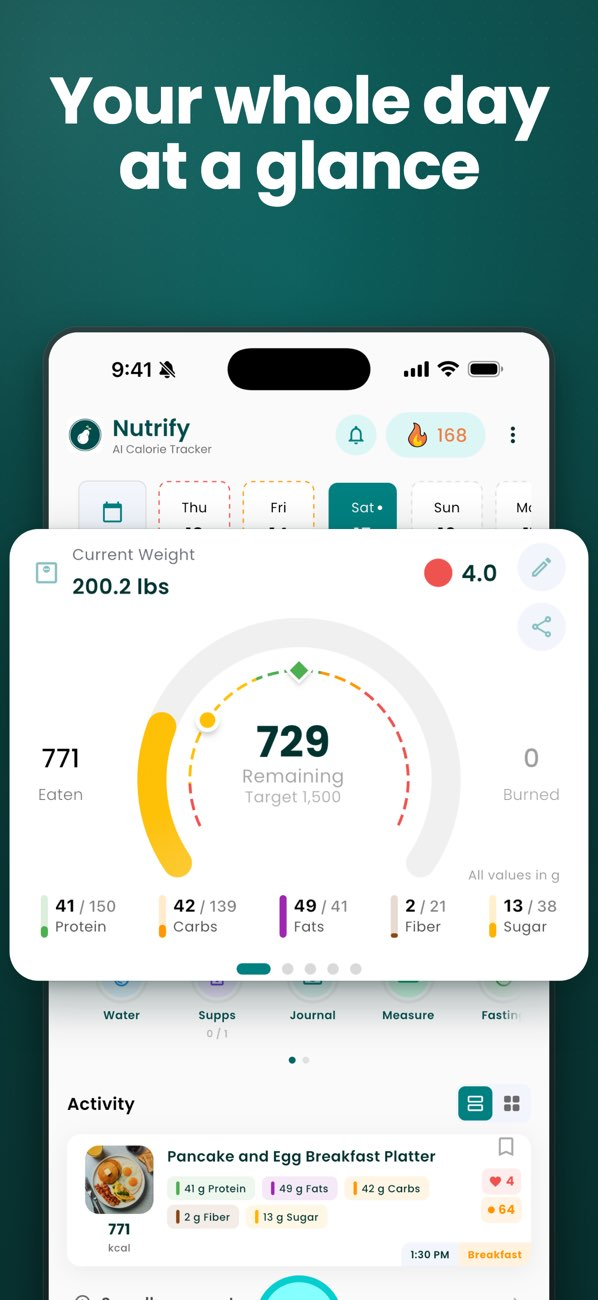 Your whole day
at a glance
9:41
Nutrify
AI Calorie Tracker
168
Thu
Fri
Sat
Sun
Current Weight
200.2 lbs
4.0
729
Remaining
Target 1,500
771
Eaten
0
Burned
All values in g
41 / 150
Protein
42 / 139
Carbs
49 / 41
Fats
2 / 21
Fiber
13 / 38
Sugar
Water
Supps
0 / 1
Journal
Measure
Fasting
Activity
Pancake and Egg Breakfast Platter
41 g Protein
49 g Fats
42 g Carbs
4
2 g Fiber
13 g Sugar
64
771
kcal
1:30 PM
Breakfast